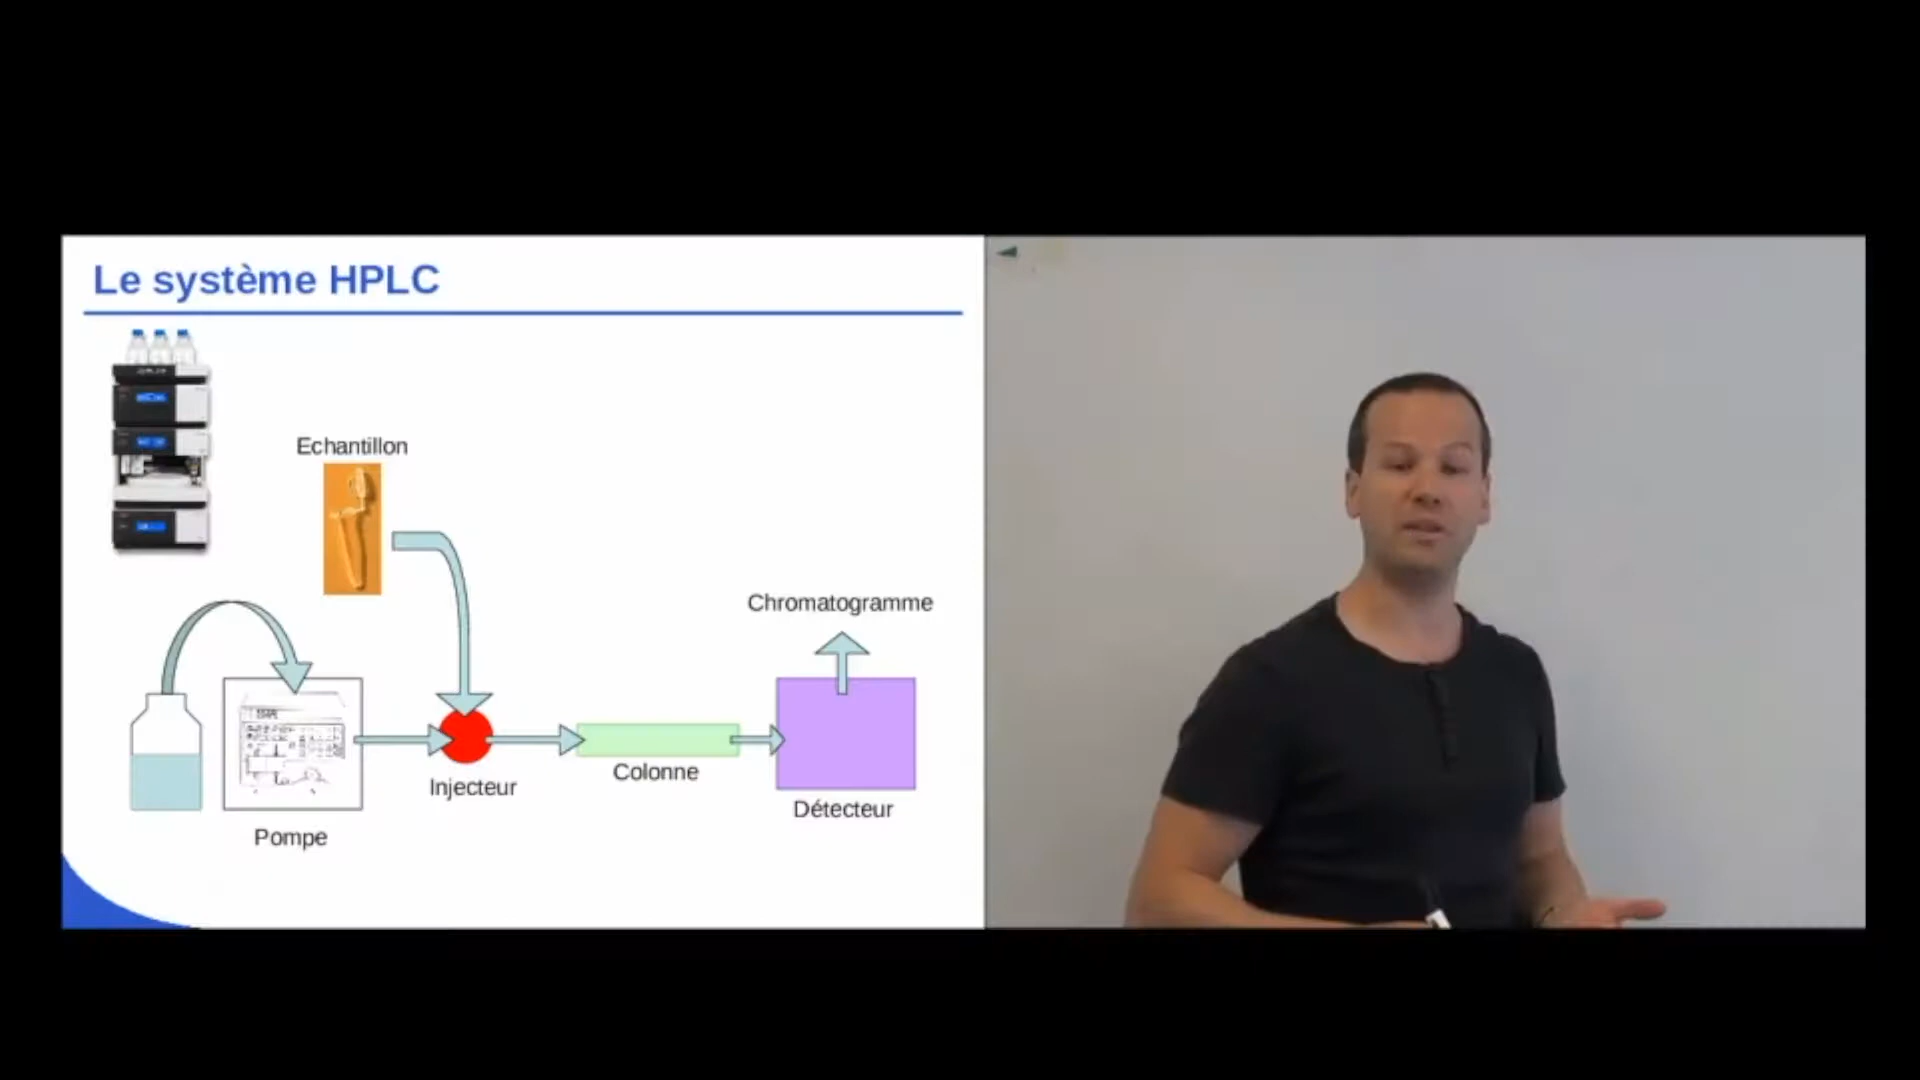 Le système HPLC
Echantillon
Chromatogramme
Injecteur
Colonne
Détecteur
Pompe